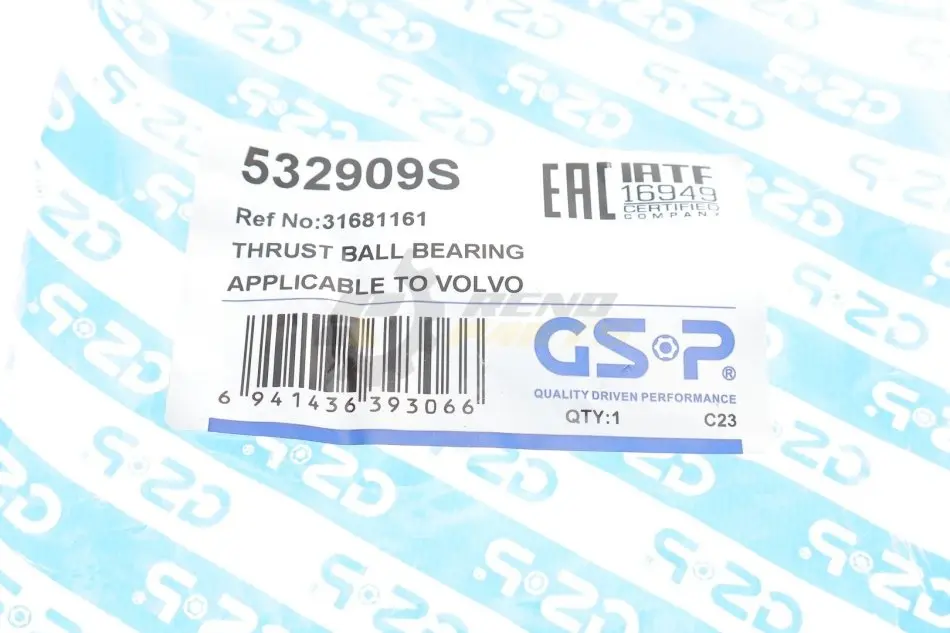 532909S
EAC
IATF
16949
CERTIFIED
COMPANY
Ref No:31681161
THRUST BALL BEARING
APPLICABLE TO VOLVO
REND
6 941436 393066
GS·P®
QUALITY DRIVEN PERFORMANCE
QTY:1
C23